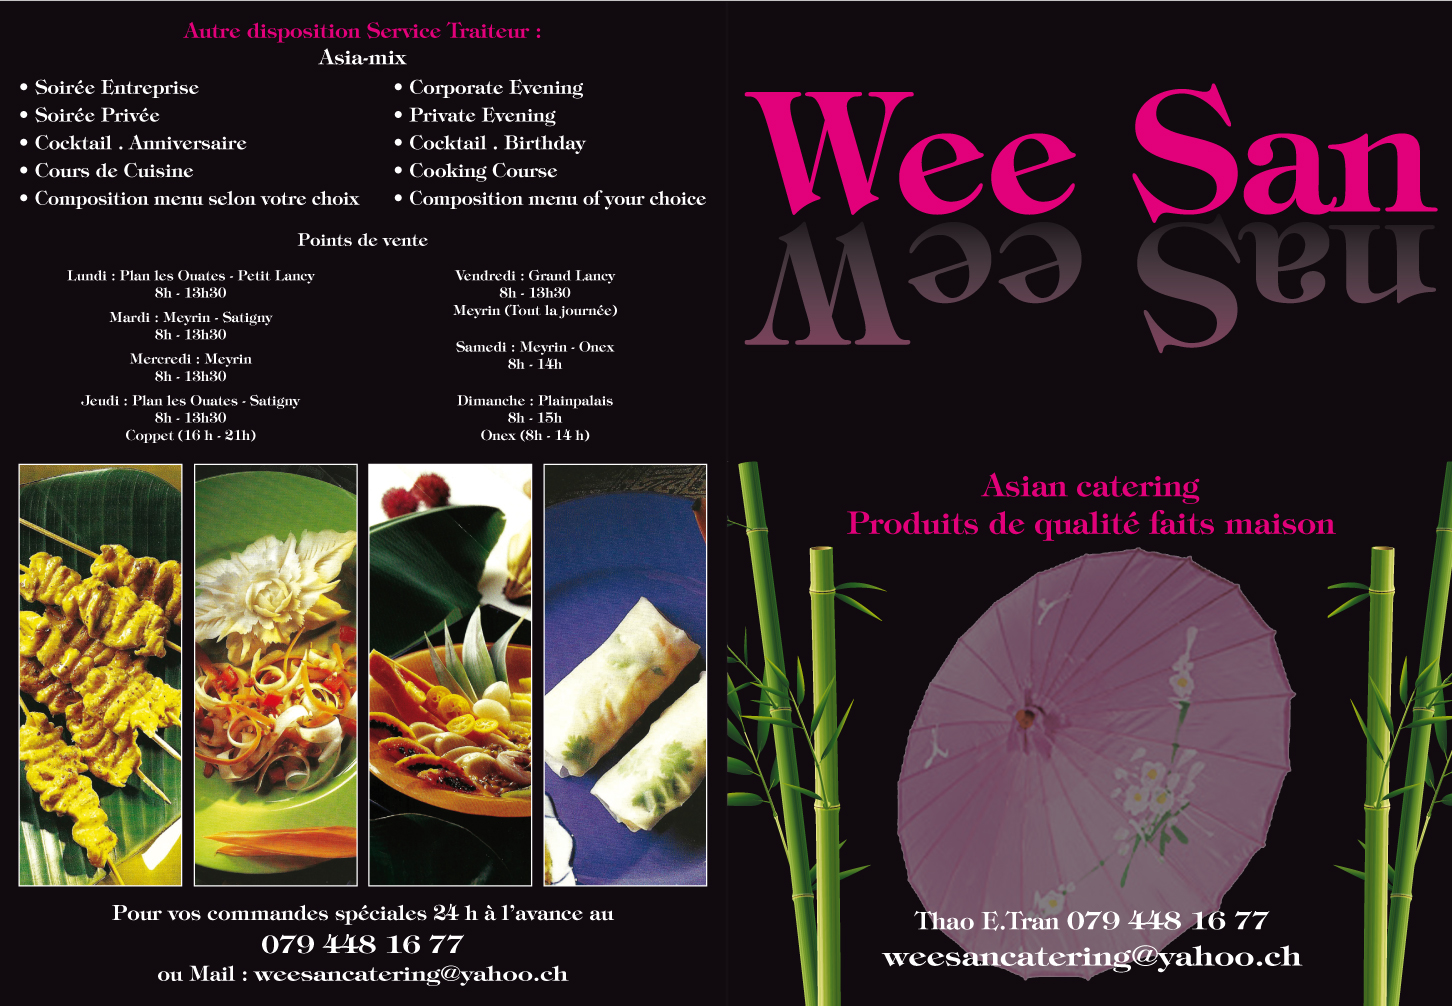 Autre disposition Service Traiteur :
Asia-mix
• Soirée Entreprise
• Soirée Privée
• Cocktail . Anniversaire
• Cours de Cuisine
• Composition menu selon votre choix
• Corporate Evening
• Private Evening
• Cocktail . Birthday
• Cooking Course
• Composition menu of your choice
Points de vente
Lundi : Plan les Ouates - Petit Lancy
8h - 13h30
Mardi : Meyrin - Satigny
8h - 13h30
Mercredi : Meyrin
8h - 13h30
Jeudi : Plan les Ouates - Satigny
8h - 13h30
Coppet (16 h - 21h)
Vendredi : Grand Lancy
8h - 13h30
Meyrin (Tout la journée)
Samedi : Meyrin - Onex
8h - 14h
Dimanche : Plainpalais
8h - 15h
Onex (8h - 14 h)
Pour vos commandes spéciales 24 h à l'avance au
079 448 16 77
ou Mail : weesancatering@yahoo.ch
Wee San
Asian catering
Produits de qualité faits maison
Thao E.Tran 079 448 16 77
weesancatering@yahoo.ch